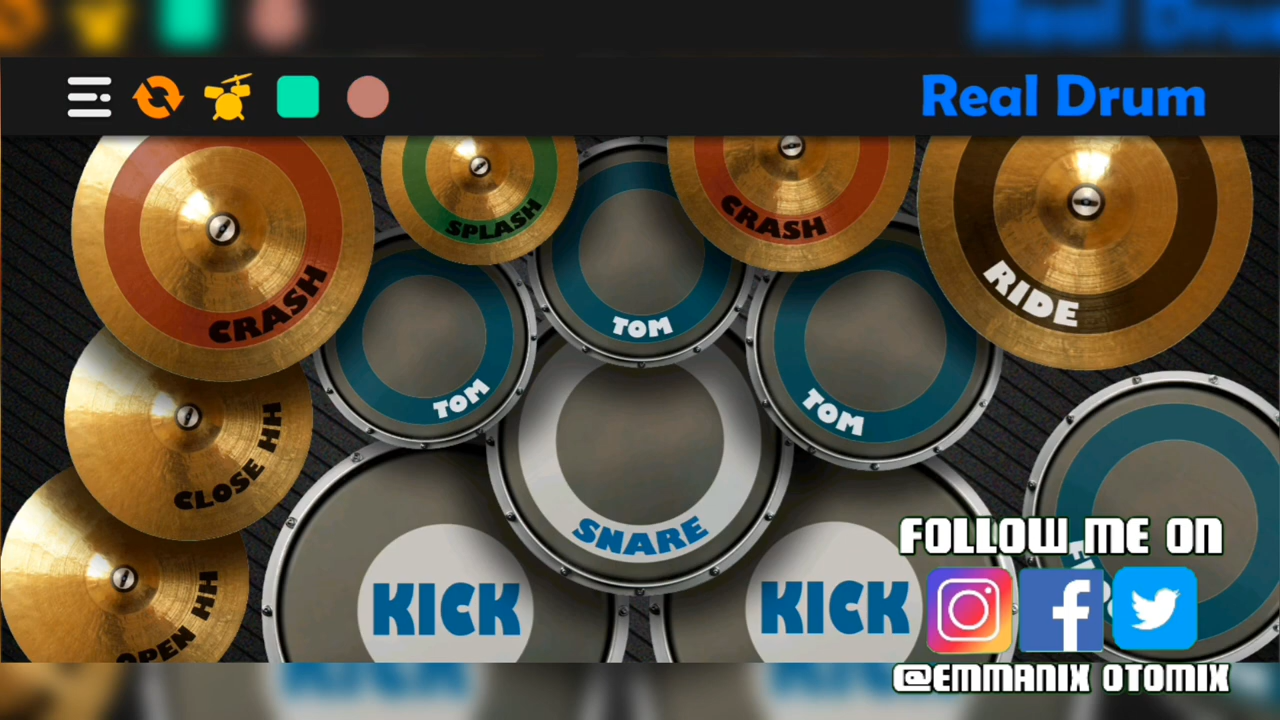 Real Drum
CRASH
SPLASH
CRASH
RIDE
TOM
TOM
TOM
CLOSE HH
SNARE
OPEN HH
KICK
KICK
FOLLOW ME ON
@EMMANIX OTOMIX